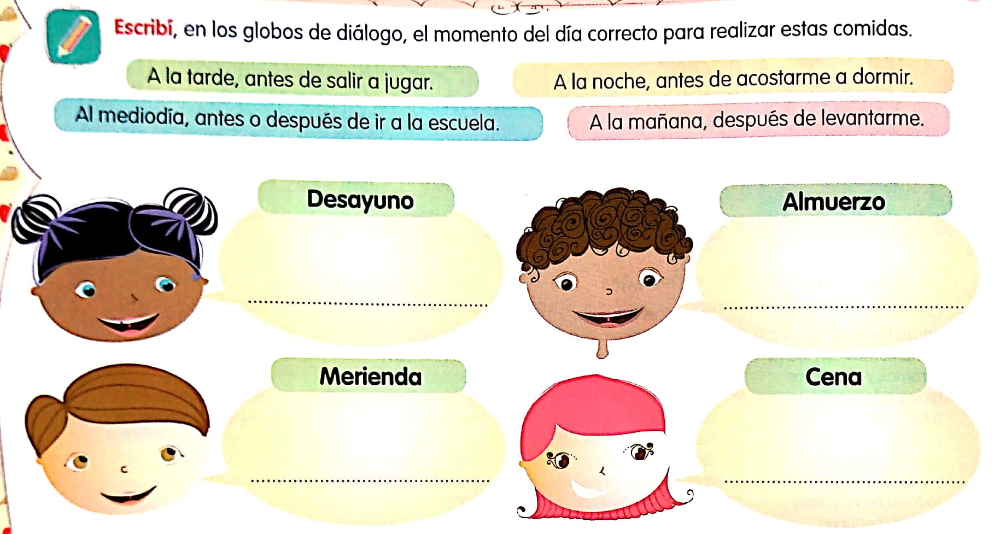 Escribí, en los globos de diálogo, el momento del día correcto para realizar estas comidas.
A la tarde, antes de salir a jugar.
A la noche, antes de acostarme a dormir.
Al mediodía, antes o después de ir a la escuela.
A la mañana, después de levantarme.
Desayuno
Almuerzo
Merienda
Cena